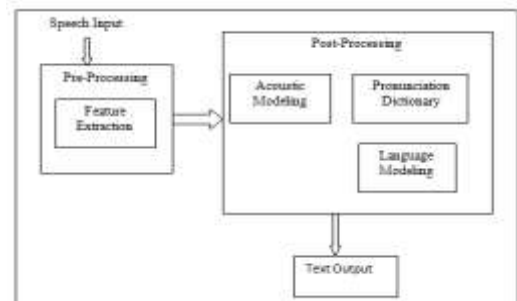 Speech Input
Post-Processing
Pre-Processing
Feature
Extraction
Acoustic
Modeling
Pronunciation
Dictionary
Language
Modeling
Text Output